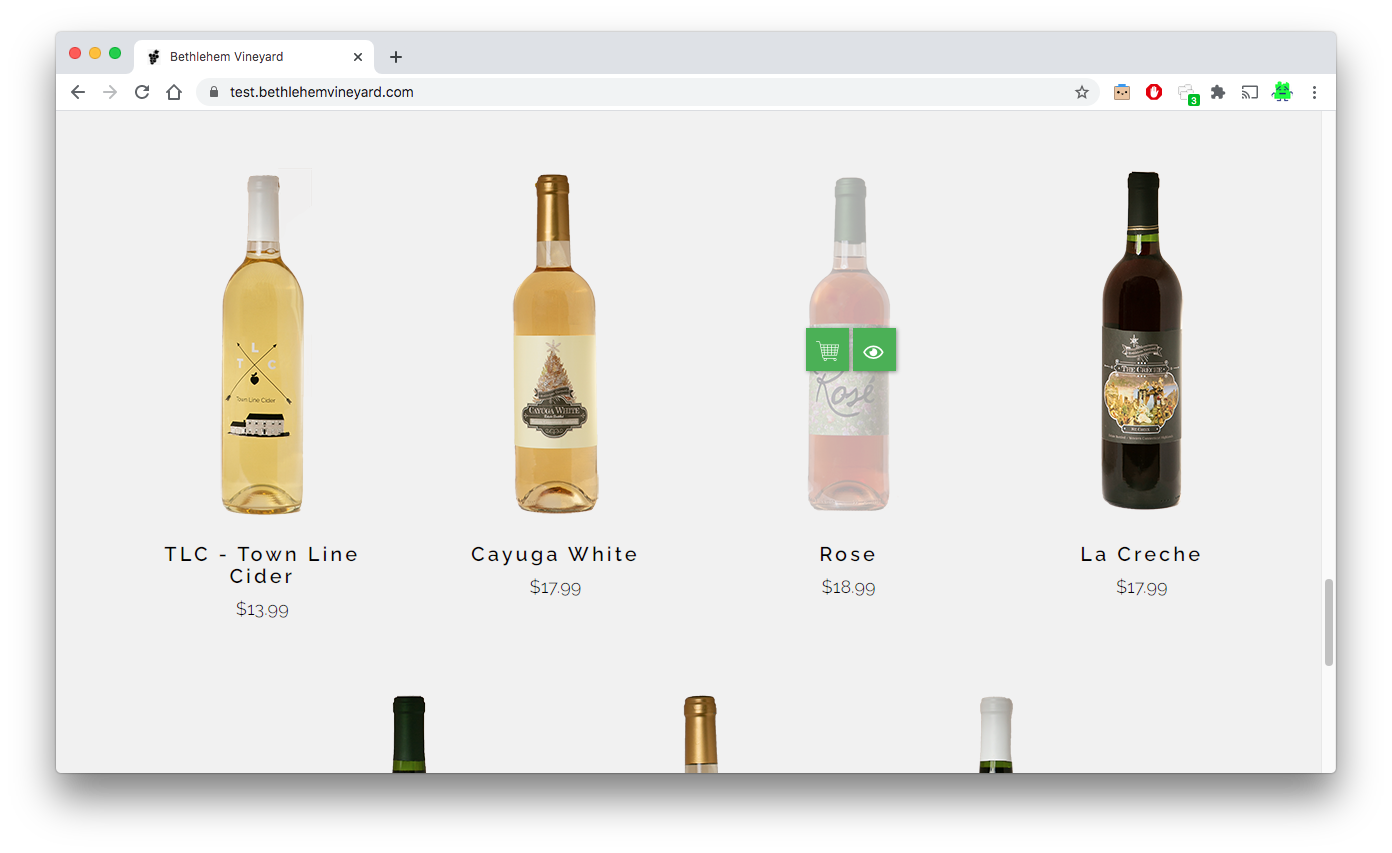 Bethlehem Vineyard
test.bethlehemvineyard.com
3
L
T C
Town Line Cider
CAYUGA WHITE
Rosé
THE CRECHE
TLC - Town Line
Cider
$13.99
Cayuga White
$17.99
Rose
$18.99
La Creche
$17.99